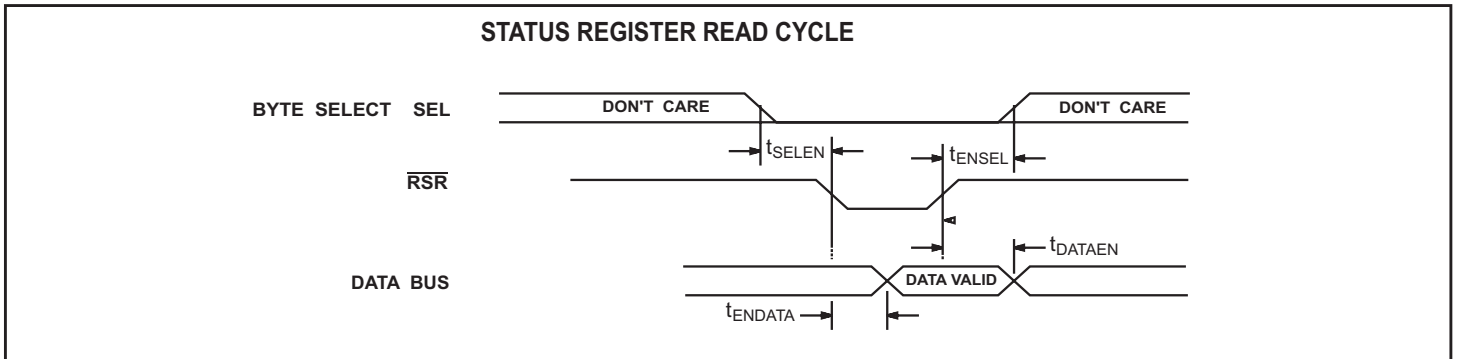 STATUS REGISTER READ CYCLE
BYTE SELECT SEL
DON'T CARE
DON'T CARE
tSELEN
tENSEL
RSR
tDATAEN
DATA BUS
DATA VALID
tENDATA